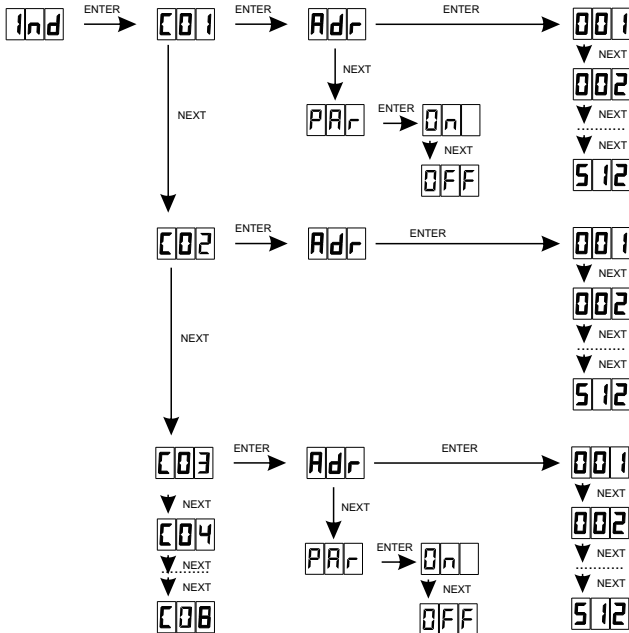 ENTER ENTER ENTER
Ind C01 Adr 001
NEXT
NEXT 002
NEXT PAr ENTER On NEXT
NEXT NEXT
OFF 512
ENTER ENTER
C02 Adr 001
NEXT
002
NEXT NEXT
NEXT
512
ENTER ENTER
C03 Adr 001
NEXT NEXT NEXT
C04 002
NEXT PAr ENTER On NEXT
NEXT NEXT NEXT
C08 OFF 512